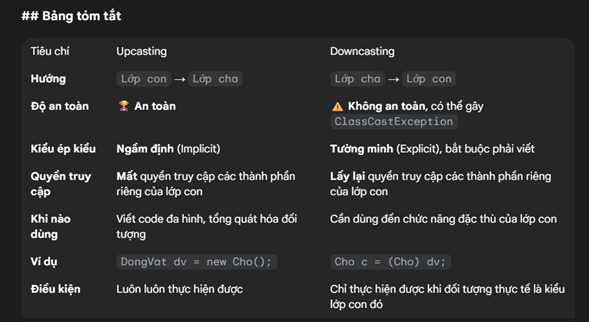 ## Bảng tóm tắt
Tiêu chí Upcasting Downcasting
Hướng Lớp con → Lớp cha Lớp cha → Lớp con
Độ an toàn 🏆 An toàn ⚠️ Không an toàn, có thể gây
ClassCastException
Kiểu ép kiểu Ngầm định (Implicit) Tường minh (Explicit), bắt buộc phải viết
Quyền truy Mất quyền truy cập các thành phần Lấy lại quyền truy cập các thành phần riêng
cập riêng của lớp con của lớp con
Khi nào Viết code đa hình, tổng quát hóa đối Cần dùng đến chức năng đặc thù của lớp con
dùng tượng
Ví dụ DongVat dv = new Cho(); Cho c = (Cho) dv;
Điều kiện Luôn luôn thực hiện được Chỉ thực hiện được khi đối tượng thực tế là kiểu
lớp con đó